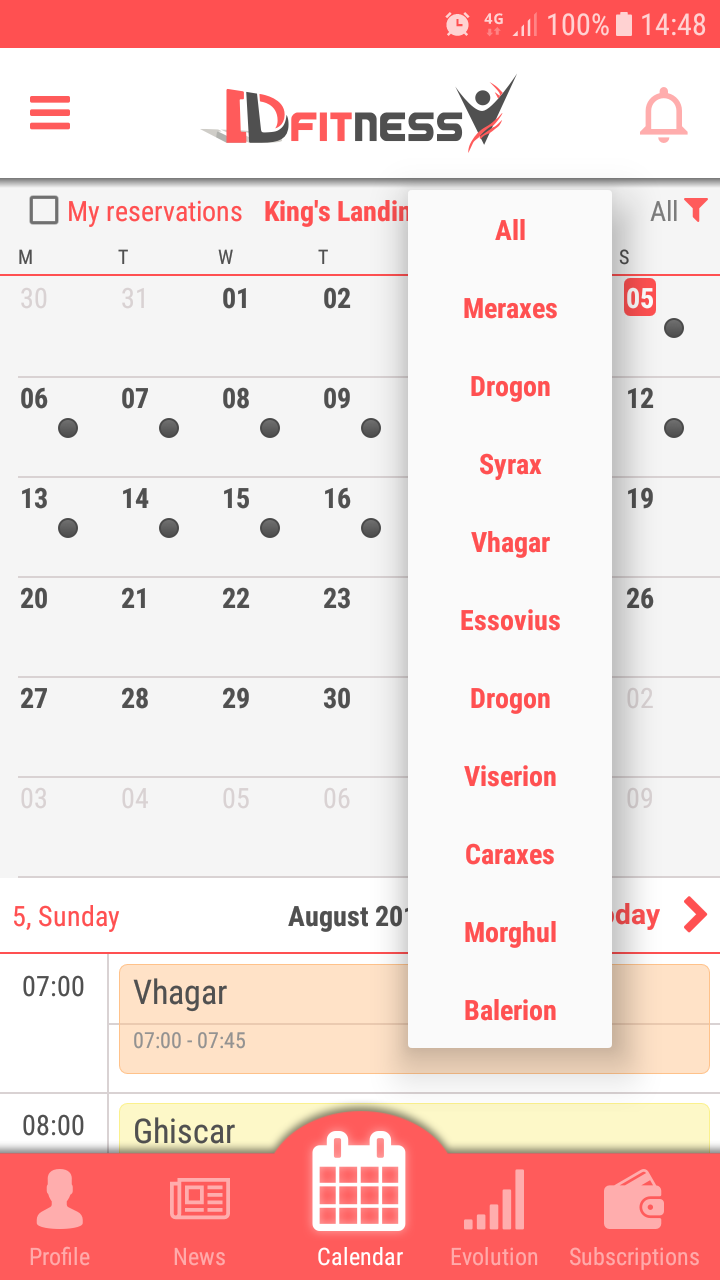 4G 100% 14:48
IDFITNESS
My reservations King's Landin All
M T W T S
30 31 01 02 05
06 07 08 09 12
13 14 15 16 19
20 21 22 23 26
27 28 29 30 02
03 04 05 06 09
All
Meraxes
Drogon
Syrax
Vhagar
Essovius
Drogon
Viserion
Caraxes
Morghul
Balerion
5, Sunday August 201 oday
07:00 Vhagar
07:00 - 07:45
08:00 Ghiscar
Profile News Calendar Evolution Subscriptions